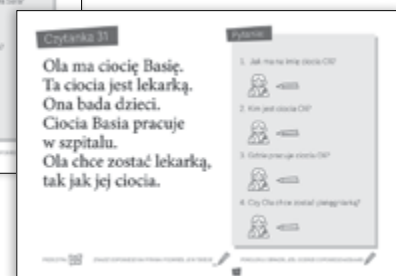 Czytanka 31
Ola ma ciocię Basię.
Ta ciocia jest lekarką.
Ona bada dzieci.
Ciocia Basia pracuje
w szpitalu.
Ola chce zostać lekarką,
tak jak jej ciocia.
Pytania:
1. Jak ma na imię ciocia Oli?
2. Kim jest ciocia Oli?
3. Gdzie pracuje ciocia Oli?
4. Czy Ola chce zostać pielęgniarką?